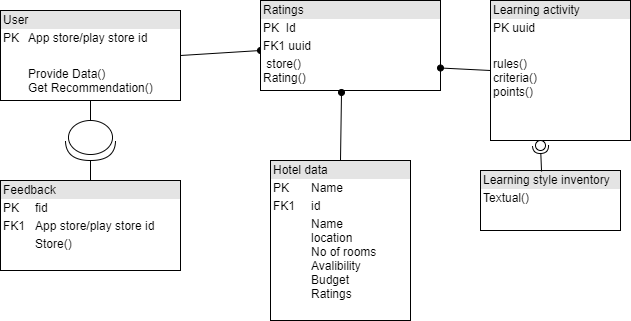 User
PK App store/play store id
Provide Data()
Get Recommendation()
Ratings
PK Id
FK1 uuid
store()
Rating()
Learning activity
PK uuid
rules()
criteria()
points()
Feedback
PK fid
FK1 App store/play store id
Store()
Hotel data
PK Name
FK1 id
Name
location
No of rooms
Avalibility
Budget
Ratings
Learning style inventory
Textual()